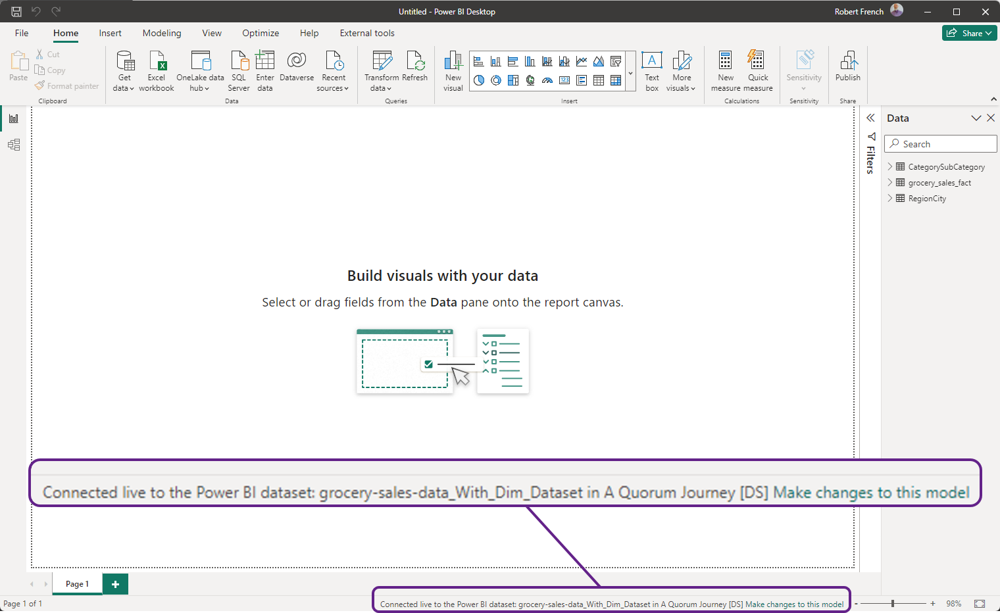 Untitled - Power BI Desktop
Robert French
File Home Insert Modeling View Optimize Help External tools
Share
Paste
Cut
Copy
Format painter
Clipboard
Get data
Excel workbook
OneLake data hub
SQL Server
Enter data
Dataverse
Recent sources
Data
Transform data
Refresh
Queries
New visual
Text box
More visuals
Insert
New measure
Quick measure
Calculations
Sensitivity
Sensitivity
Publish
Share
Filters
Data
Search
CategorySubCategory
grocery_sales_fact
RegionCity
Build visuals with your data
Select or drag fields from the Data pane onto the report canvas.
Connected live to the Power BI dataset: grocery-sales-data_With_Dim_Dataset in A Quorum Journey [DS] Make changes to this model
Page 1
Page 1 of 1
Connected live to the Power BI dataset: grocery-sales-data_With_Dim_Dataset in A Quorum Journey [DS] Make changes to this model
- + 98%